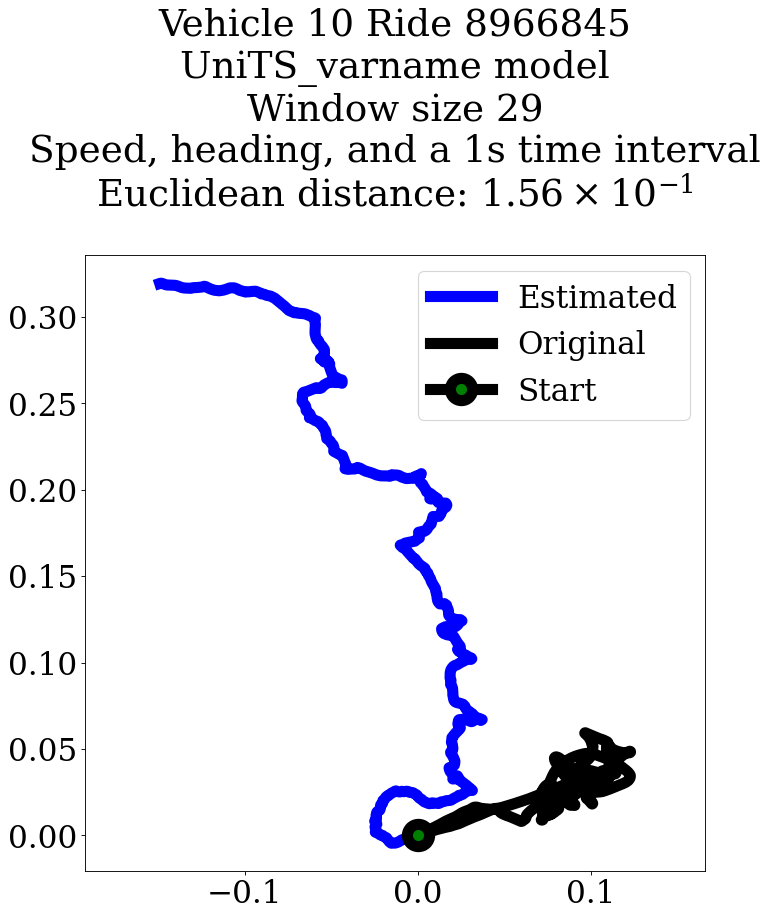 Vehicle 10 Ride 8966845
UniTS_varname model
Window size 29
Speed, heading, and a 1s time interval
Euclidean distance: 1.56 × 10⁻¹
Estimated
Original
Start
0.30
0.25
0.20
0.15
0.10
0.05
0.00
−0.1
0.0
0.1